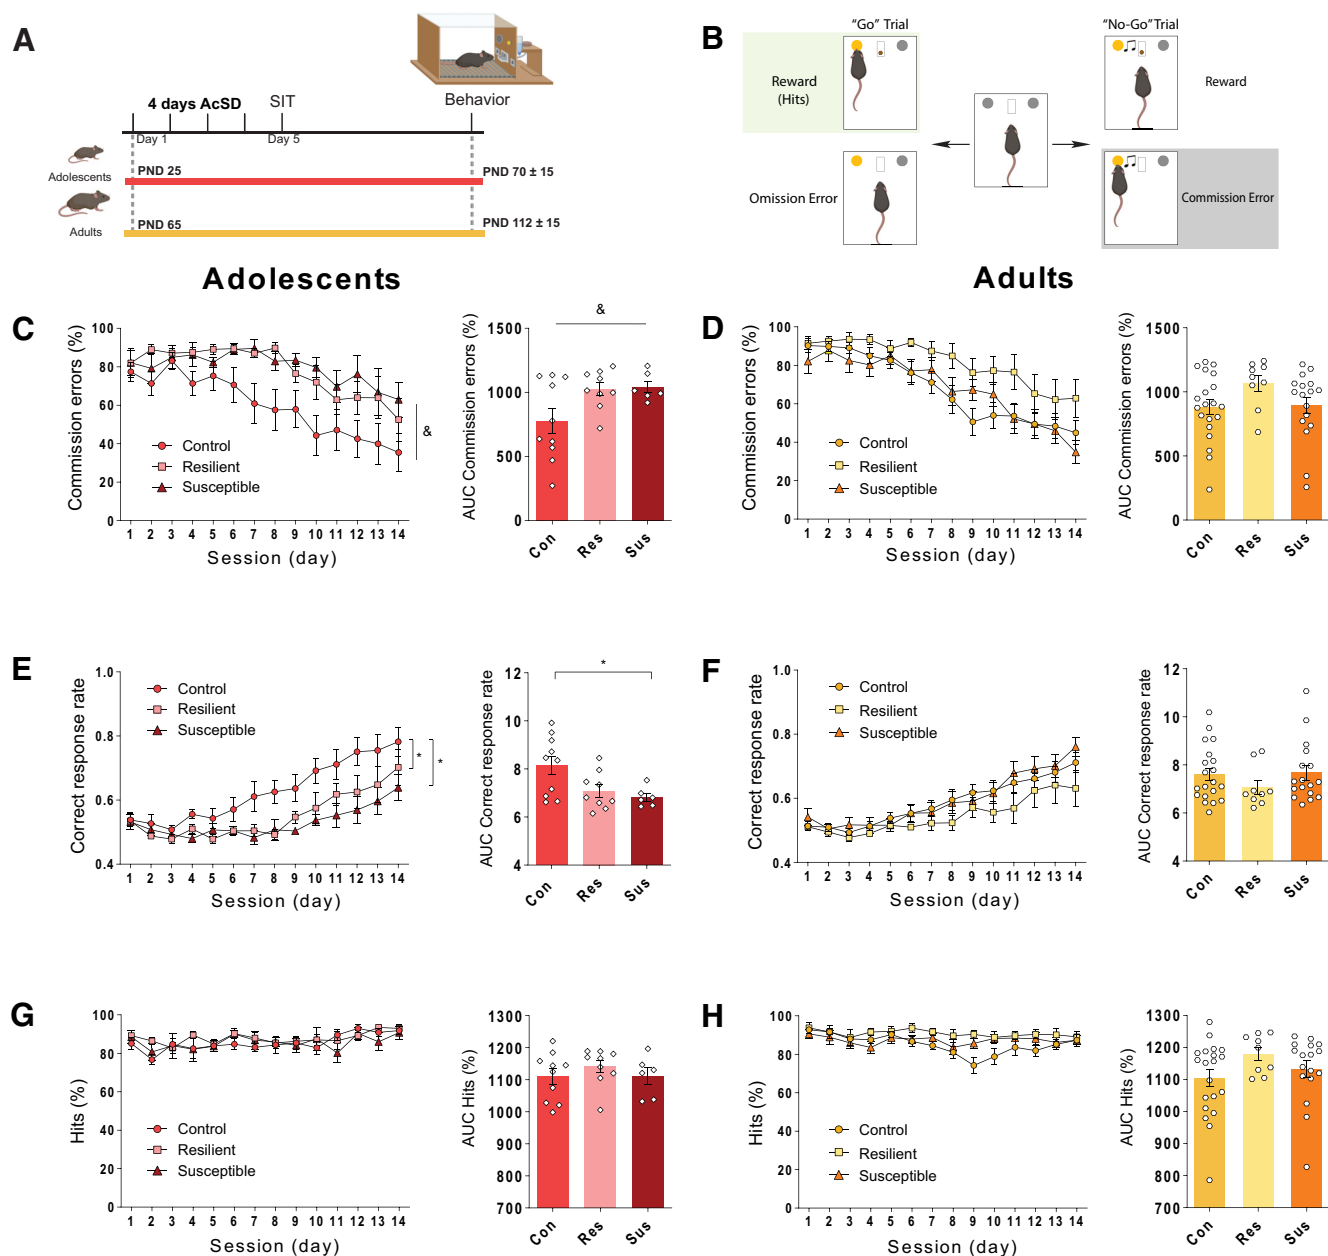 A
4 days AcSD
SIT
Behavior
Day 1
Day 5
Adolescents
PND 25
PND 70 ± 15
Adults
PND 65
PND 112 ± 15
B
"Go" Trial
"No-Go" Trial
Reward
(Hits)
Reward
Omission Error
Commission Error
Adolescents
Adults
C
Commission errors (%)
100
80
60
40
20
0
Control
Resilient
Susceptible
&
1 2 3 4 5 6 7 8 9 10 11 12 13 14
Session (day)
AUC Commission errors (%)
1500
1000
500
0
&
Con Res Sus
D
Commission errors (%)
100
80
60
40
20
0
Control
Resilient
Susceptible
1 2 3 4 5 6 7 8 9 10 11 12 13 14
Session (day)
AUC Commission errors (%)
1500
1000
500
0
Con Res Sus
E
Correct response rate
1.0
0.8
0.6
0.4
Control
Resilient
Susceptible
* *
1 2 3 4 5 6 7 8 9 10 11 12 13 14
Session (day)
AUC Correct response rate
12
10
8
6
4
*
Con Res Sus
F
Correct response rate
1.0
0.8
0.6
0.4
Control
Resilient
Susceptible
1 2 3 4 5 6 7 8 9 10 11 12 13 14
Session (day)
AUC Correct response rate
12
10
8
6
4
Con Res Sus
G
Hits (%)
100
80
60
40
20
0
Control
Resilient
Susceptible
1 2 3 4 5 6 7 8 9 10 11 12 13 14
Session (day)
AUC Hits (%)
1300
1200
1100
1000
900
800
700
Con Res Sus
H
Hits (%)
100
80
60
40
20
0
Control
Resilient
Susceptible
1 2 3 4 5 6 7 8 9 10 11 12 13 14
Session (day)
AUC Hits (%)
1300
1200
1100
1000
900
800
700
Con Res Sus